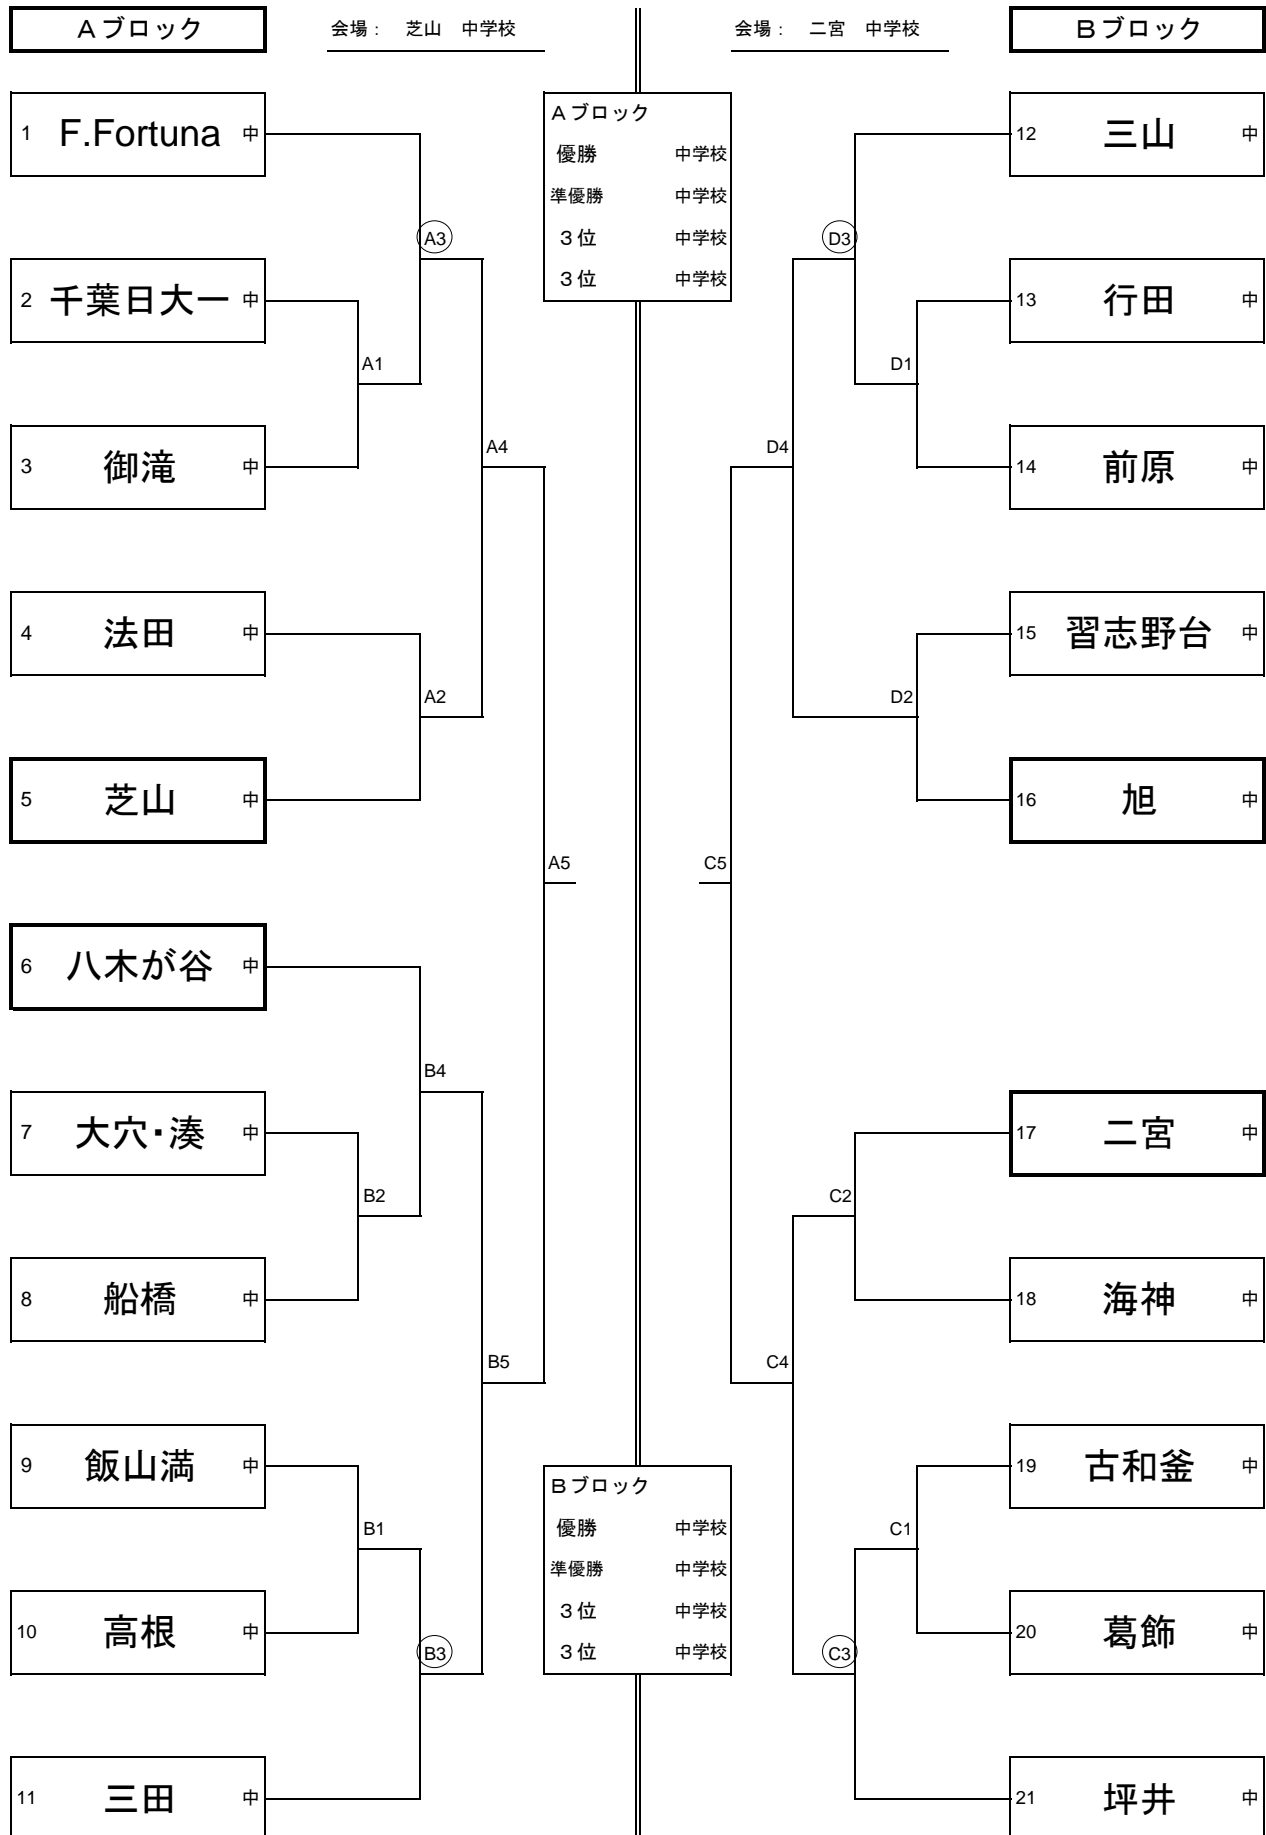 Aブロック
会場： 芝山 中学校
会場： 二宮 中学校
Bブロック
1 F.Fortuna 中
2 千葉日大一 中
3 御滝 中
4 法田 中
5 芝山 中
6 八木が谷 中
7 大穴・湊 中
8 船橋 中
9 飯山満 中
10 高根 中
11 三田 中
A3
A1
A4
A2
A5
B4
B2
B5
B1
B3
Aブロック
優勝 中学校
準優勝 中学校
３位 中学校
３位 中学校
Bブロック
優勝 中学校
準優勝 中学校
３位 中学校
３位 中学校
D3
D1
D4
D2
C5
C2
C4
C1
C3
12 三山 中
13 行田 中
14 前原 中
15 習志野台 中
16 旭 中
17 二宮 中
18 海神 中
19 古和釜 中
20 葛飾 中
21 坪井 中